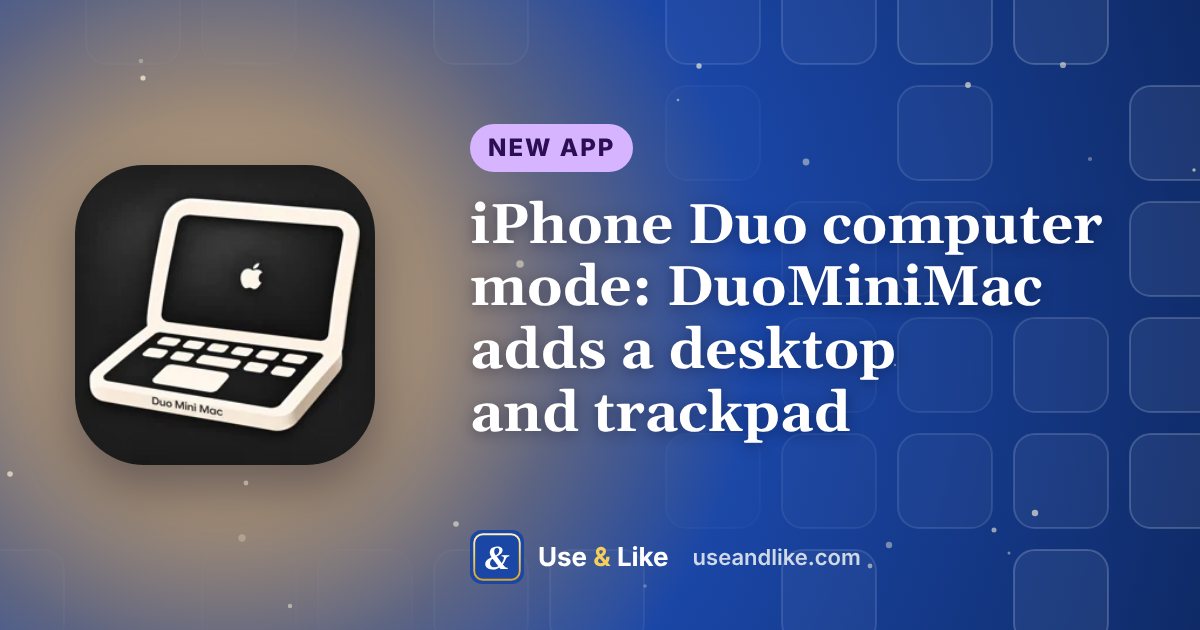 NEW APP
iPhone Duo computer
mode: DuoMiniMac
adds a desktop
and trackpad
Duo Mini Mac
& Use & Like useandlike.com